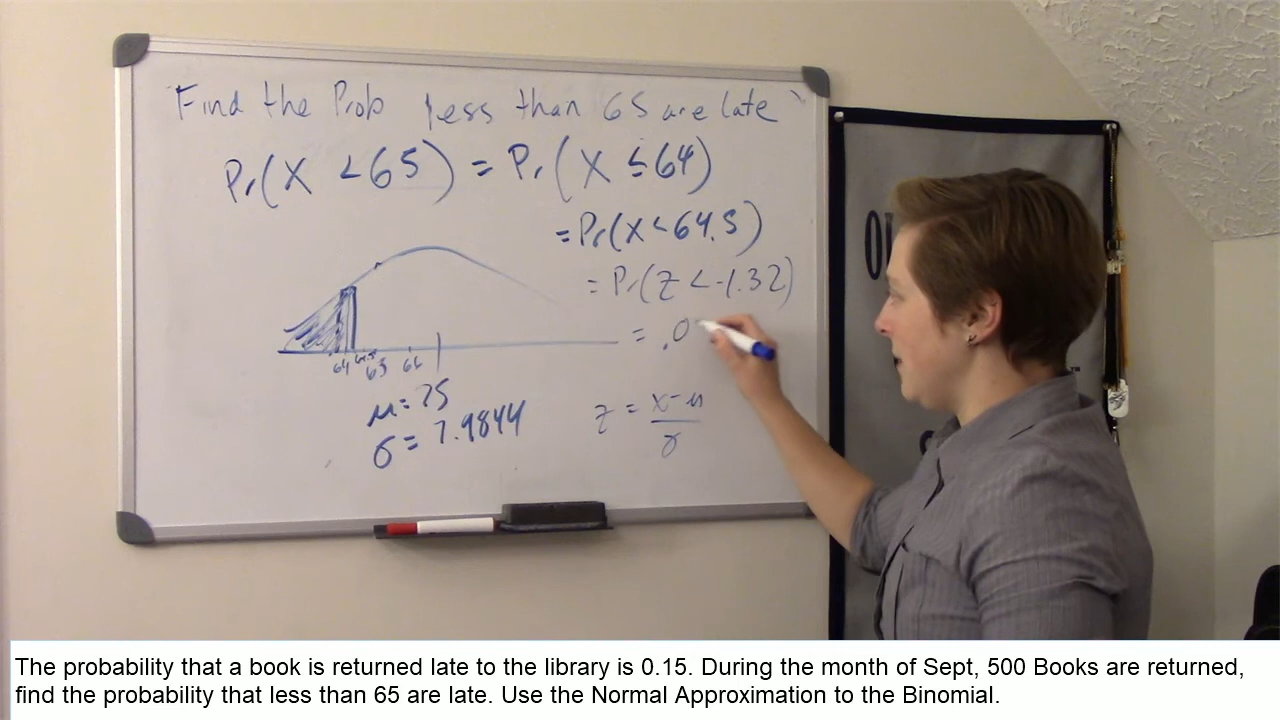 Find the Prob less than 65 are late
Pr(X < 65) = Pr(X ≤ 64)
= Pr(X < 64.5)
= Pr(Z < -1.32)
= .0
64 64.5 65 66
μ = 75
σ = 7.9844
z = x-μ/σ
The probability that a book is returned late to the library is 0.15. During the month of Sept, 500 Books are returned,
find the probability that less than 65 are late. Use the Normal Approximation to the Binomial.